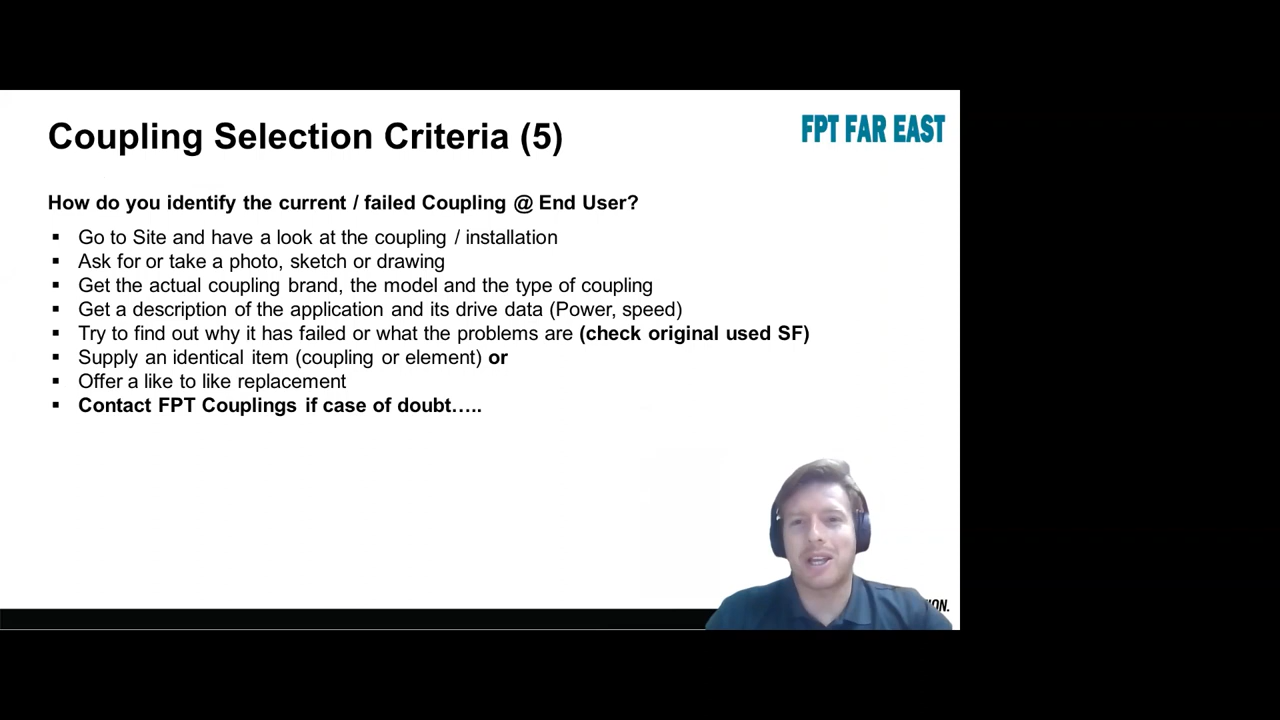 Coupling Selection Criteria (5)
FPT FAR EAST
How do you identify the current / failed Coupling @ End User?
▪ Go to Site and have a look at the coupling / installation
▪ Ask for or take a photo, sketch or drawing
▪ Get the actual coupling brand, the model and the type of coupling
▪ Get a description of the application and its drive data (Power, speed)
▪ Try to find out why it has failed or what the problems are (check original used SF)
▪ Supply an identical item (coupling or element) or
▪ Offer a like to like replacement
▪ Contact FPT Couplings if case of doubt…..